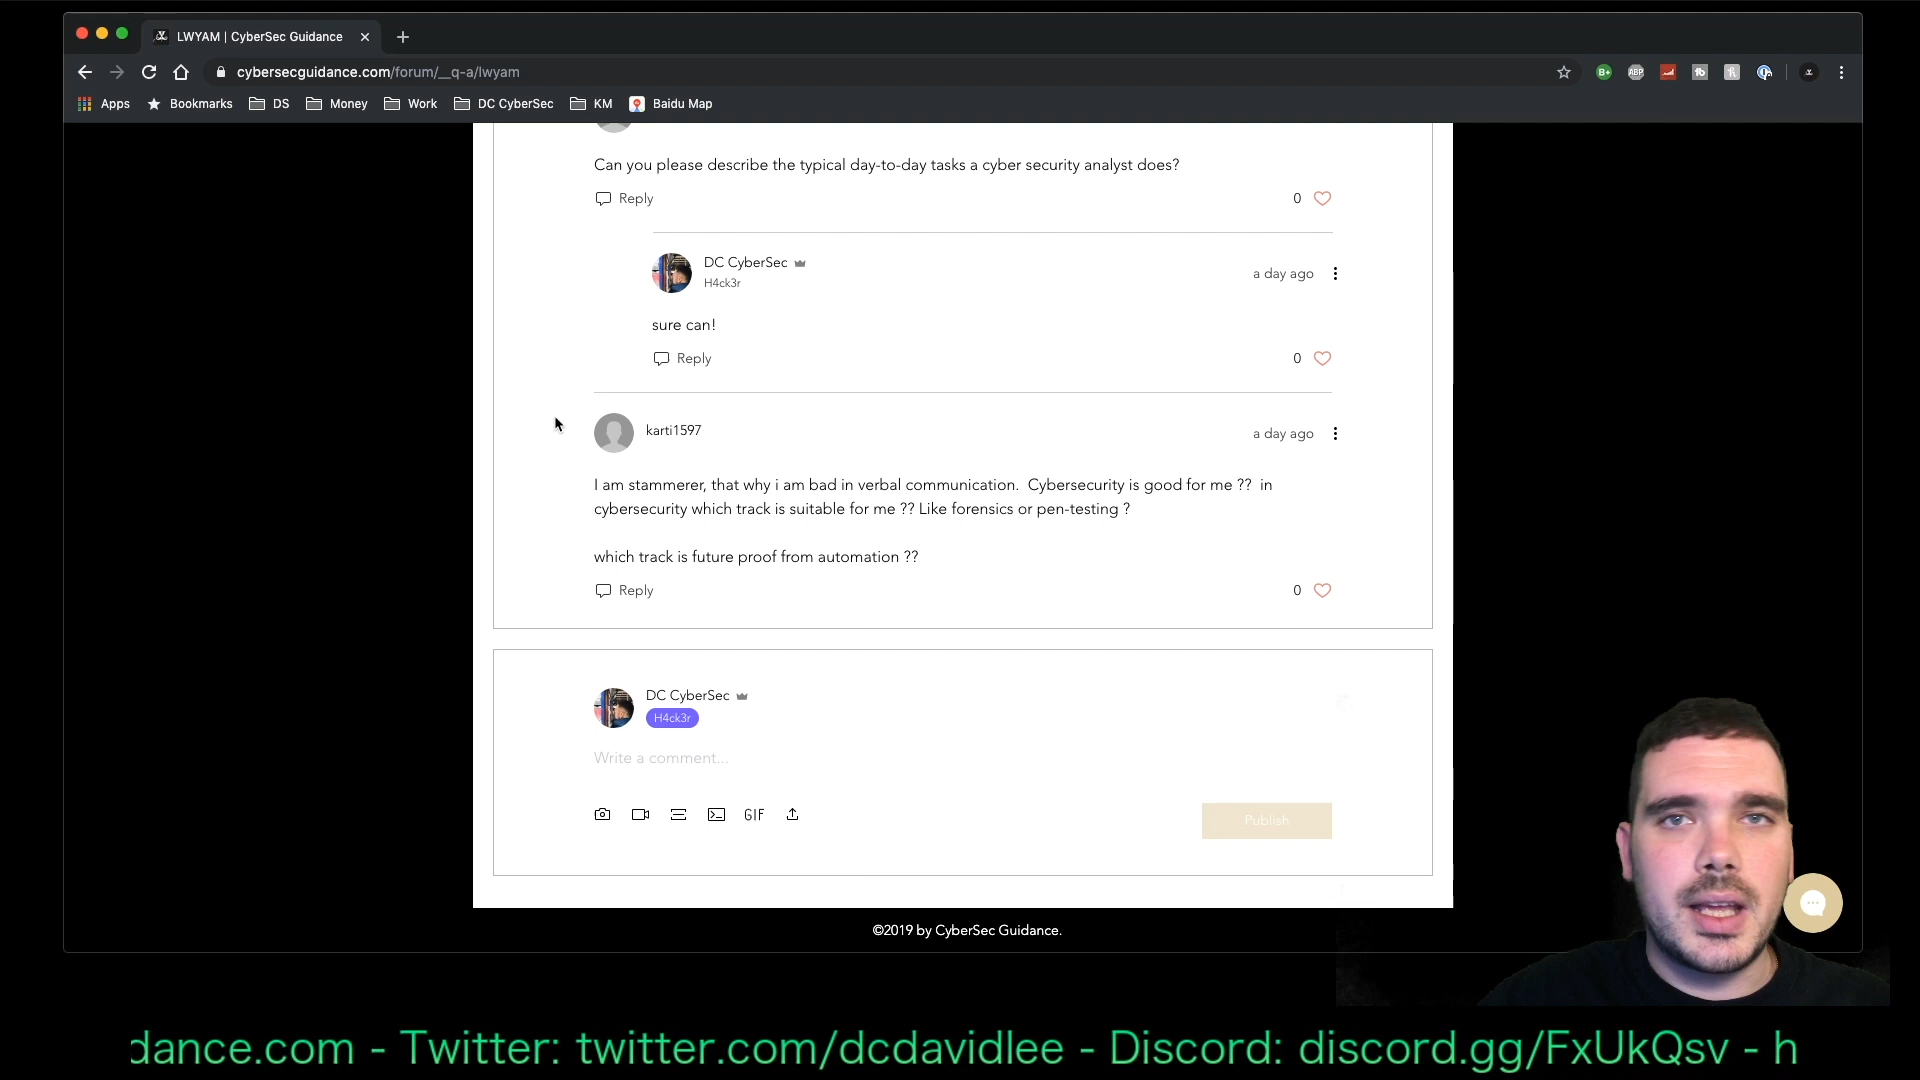 LWYAM | CyberSec Guidance
cybersecguidance.com/forum/__q-a/lwyam
B+
ABP
Apps
Bookmarks
DS
Money
Work
DC CyberSec
KM
Baidu Map
Can you please describe the typical day-to-day tasks a cyber security analyst does?
Reply
0
DC CyberSec
a day ago
H4ck3r
sure can!
Reply
0
karti1597
a day ago
I am stammerer, that why i am bad in verbal communication. Cybersecurity is good for me ?? in
cybersecurity which track is suitable for me ?? Like forensics or pen-testing ?
which track is future proof from automation ??
Reply
0
DC CyberSec
H4ck3r
Write a comment...
GIF
Publish
©2019 by CyberSec Guidance.
dance.com - Twitter: twitter.com/dcdavidlee - Discord: discord.gg/FxUkQsv - h